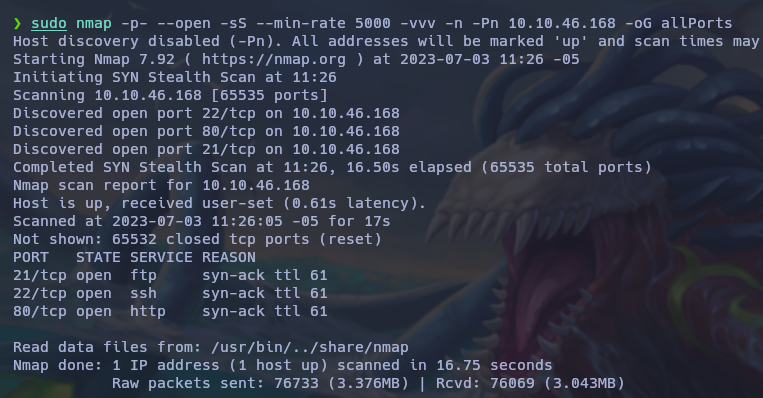 ❯ sudo nmap -p- --open -sS --min-rate 5000 -vvv -n -Pn 10.10.46.168 -oG allPorts
Host discovery disabled (-Pn). All addresses will be marked 'up' and scan times may
Starting Nmap 7.92 ( https://nmap.org ) at 2023-07-03 11:26 -05
Initiating SYN Stealth Scan at 11:26
Scanning 10.10.46.168 [65535 ports]
Discovered open port 22/tcp on 10.10.46.168
Discovered open port 80/tcp on 10.10.46.168
Discovered open port 21/tcp on 10.10.46.168
Completed SYN Stealth Scan at 11:26, 16.50s elapsed (65535 total ports)
Nmap scan report for 10.10.46.168
Host is up, received user-set (0.61s latency).
Scanned at 2023-07-03 11:26:05 -05 for 17s
Not shown: 65532 closed tcp ports (reset)
PORT   STATE SERVICE REASON
21/tcp open  ftp     syn-ack ttl 61
22/tcp open  ssh     syn-ack ttl 61
80/tcp open  http    syn-ack ttl 61
Read data files from: /usr/bin/../share/nmap
Nmap done: 1 IP address (1 host up) scanned in 16.75 seconds
           Raw packets sent: 76733 (3.376MB) | Rcvd: 76069 (3.043MB)